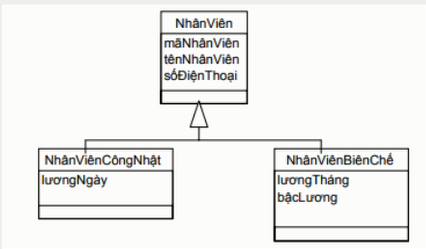 NhânViên
mãNhânViên
tênNhânViên
sốĐiệnThoại
NhânViênCôngNhật
lươngNgày
NhânViênBiênChế
lươngTháng
bậcLương